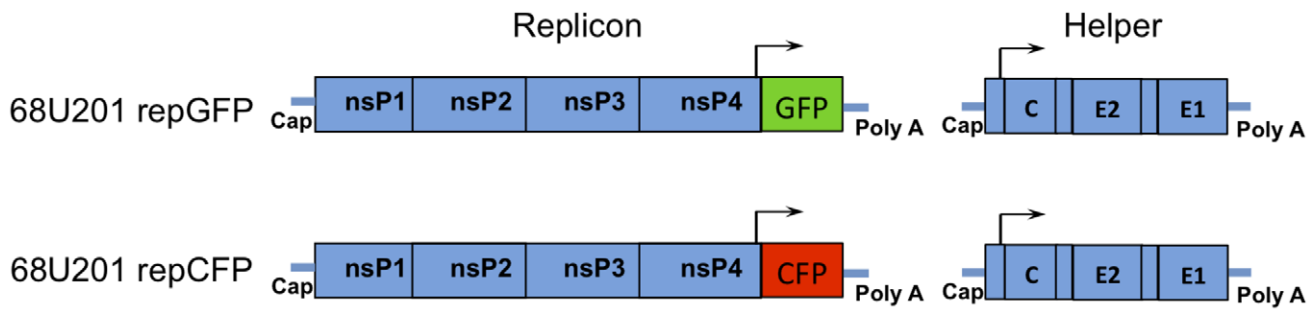 Replicon Helper
68U201 repGFP Cap nsP1 nsP2 nsP3 nsP4 GFP Poly A Cap C E2 E1 Poly A
68U201 repCFP Cap nsP1 nsP2 nsP3 nsP4 CFP Poly A Cap C E2 E1 Poly A